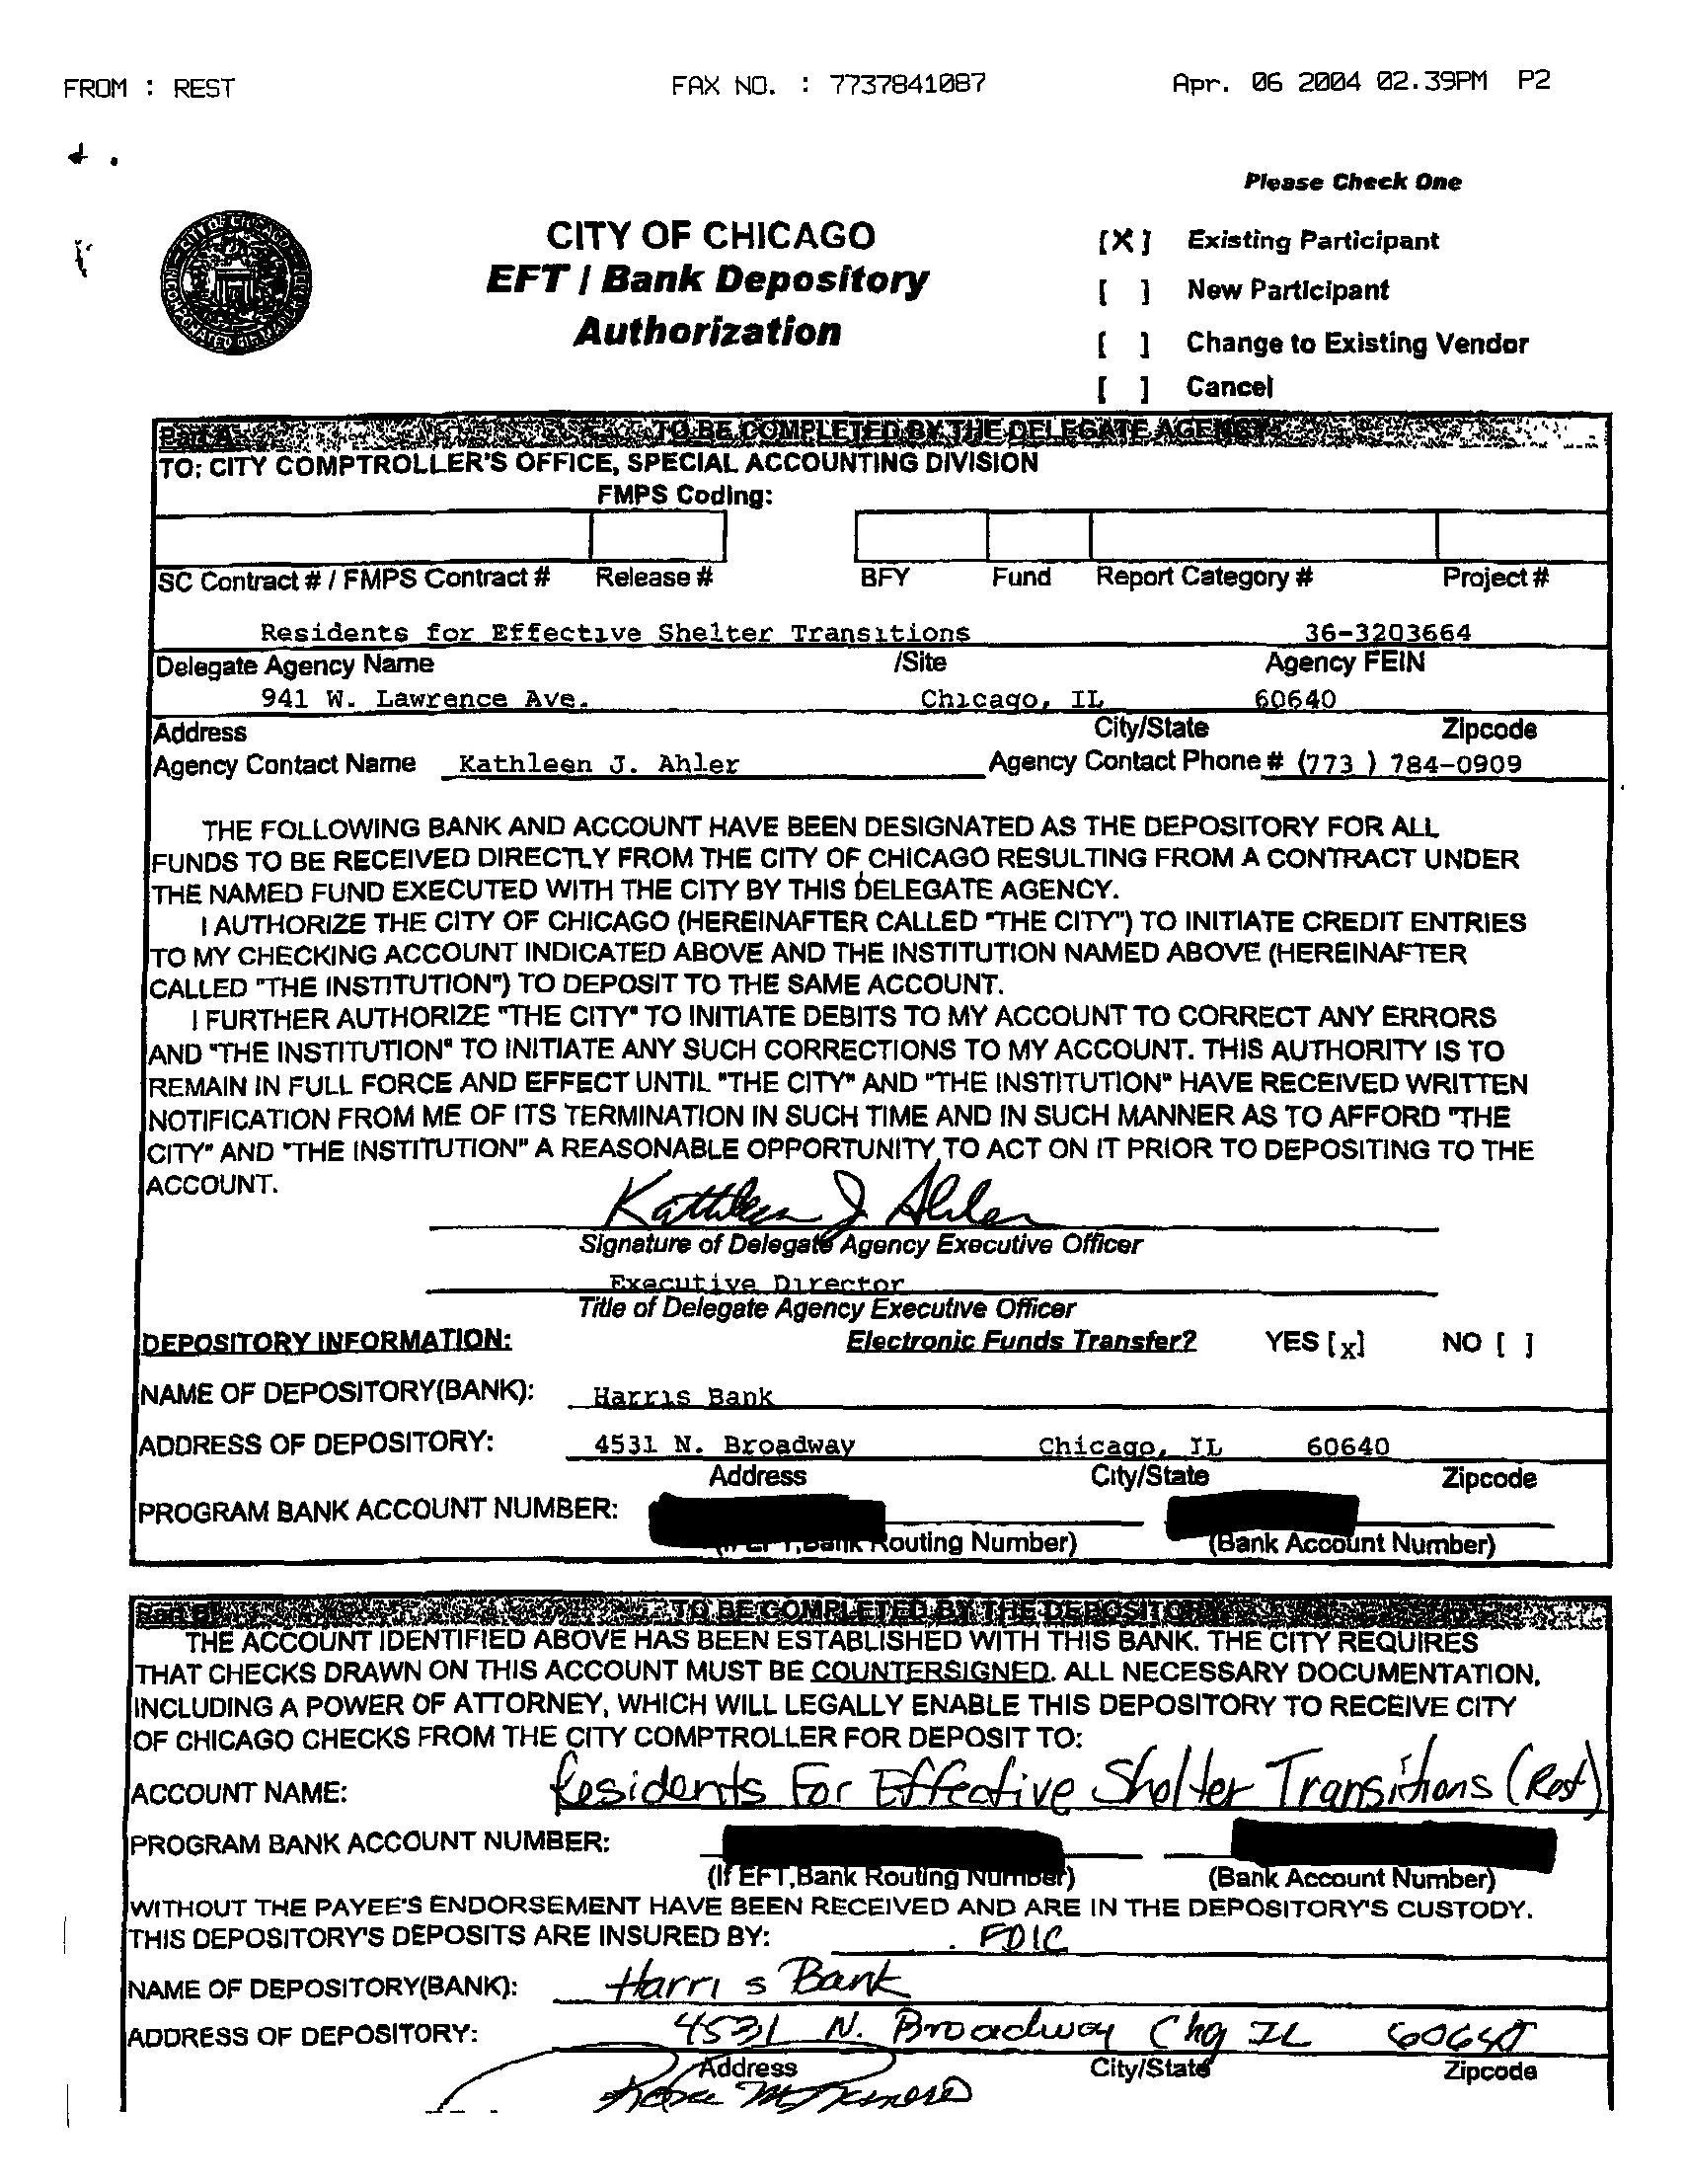 FROM : REST FAX NO. : 7737841087 Apr. 06 2004 02.39PM P2
Please Check One
CITY OF CHICAGO
EFT / Bank Depository
Authorization
[X] Existing Participant
[ ] New Participant
[ ] Change to Existing Vendor
[ ] Cancel
Part A TO BE COMPLETED BY THE DELEGATE AGENCY
TO: CITY COMPTROLLER'S OFFICE, SPECIAL ACCOUNTING DIVISION
FMPS Coding:
SC Contract # / FMPS Contract # Release # BFY Fund Report Category # Project #
Residents for Effective Shelter Transitions 36-3203664
Delegate Agency Name /Site Agency FEIN
941 W. Lawrence Ave. Chicago, IL 60640
Address City/State Zipcode
Agency Contact Name Kathleen J. Ahler Agency Contact Phone # (773 ) 784-0909
THE FOLLOWING BANK AND ACCOUNT HAVE BEEN DESIGNATED AS THE DEPOSITORY FOR ALL
FUNDS TO BE RECEIVED DIRECTLY FROM THE CITY OF CHICAGO RESULTING FROM A CONTRACT UNDER
THE NAMED FUND EXECUTED WITH THE CITY BY THIS DELEGATE AGENCY.
I AUTHORIZE THE CITY OF CHICAGO (HEREINAFTER CALLED "THE CITY") TO INITIATE CREDIT ENTRIES
TO MY CHECKING ACCOUNT INDICATED ABOVE AND THE INSTITUTION NAMED ABOVE (HEREINAFTER
CALLED "THE INSTITUTION") TO DEPOSIT TO THE SAME ACCOUNT.
I FURTHER AUTHORIZE "THE CITY" TO INITIATE DEBITS TO MY ACCOUNT TO CORRECT ANY ERRORS
AND "THE INSTITUTION" TO INITIATE ANY SUCH CORRECTIONS TO MY ACCOUNT. THIS AUTHORITY IS TO
REMAIN IN FULL FORCE AND EFFECT UNTIL "THE CITY" AND "THE INSTITUTION" HAVE RECEIVED WRITTEN
NOTIFICATION FROM ME OF ITS TERMINATION IN SUCH TIME AND IN SUCH MANNER AS TO AFFORD "THE
CITY" AND "THE INSTITUTION" A REASONABLE OPPORTUNITY TO ACT ON IT PRIOR TO DEPOSITING TO THE
ACCOUNT.
Kathleen J Ahler
Signature of Delegate Agency Executive Officer
Executive Director
Title of Delegate Agency Executive Officer
DEPOSITORY INFORMATION: Electronic Funds Transfer? YES [x] NO [ ]
NAME OF DEPOSITORY(BANK): Harris Bank
ADDRESS OF DEPOSITORY: 4531 N. Broadway Chicago, IL 60640
Address City/State Zipcode
PROGRAM BANK ACCOUNT NUMBER:
Routing Number) (Bank Account Number)
Part B TO BE COMPLETED BY THE DEPOSITORY
THE ACCOUNT IDENTIFIED ABOVE HAS BEEN ESTABLISHED WITH THIS BANK. THE CITY REQUIRES
THAT CHECKS DRAWN ON THIS ACCOUNT MUST BE COUNTERSIGNED. ALL NECESSARY DOCUMENTATION,
INCLUDING A POWER OF ATTORNEY, WHICH WILL LEGALLY ENABLE THIS DEPOSITORY TO RECEIVE CITY
OF CHICAGO CHECKS FROM THE CITY COMPTROLLER FOR DEPOSIT TO:
ACCOUNT NAME: Residents For Effective Shelter Transitions (Rest)
PROGRAM BANK ACCOUNT NUMBER:
(If EFT,Bank Routing Number) (Bank Account Number)
WITHOUT THE PAYEE'S ENDORSEMENT HAVE BEEN RECEIVED AND ARE IN THE DEPOSITORY'S CUSTODY.
THIS DEPOSITORY'S DEPOSITS ARE INSURED BY: FDIC
NAME OF DEPOSITORY(BANK): Harris Bank
ADDRESS OF DEPOSITORY: 4531 N. Broadway Chg IL 60640
Address City/State Zipcode